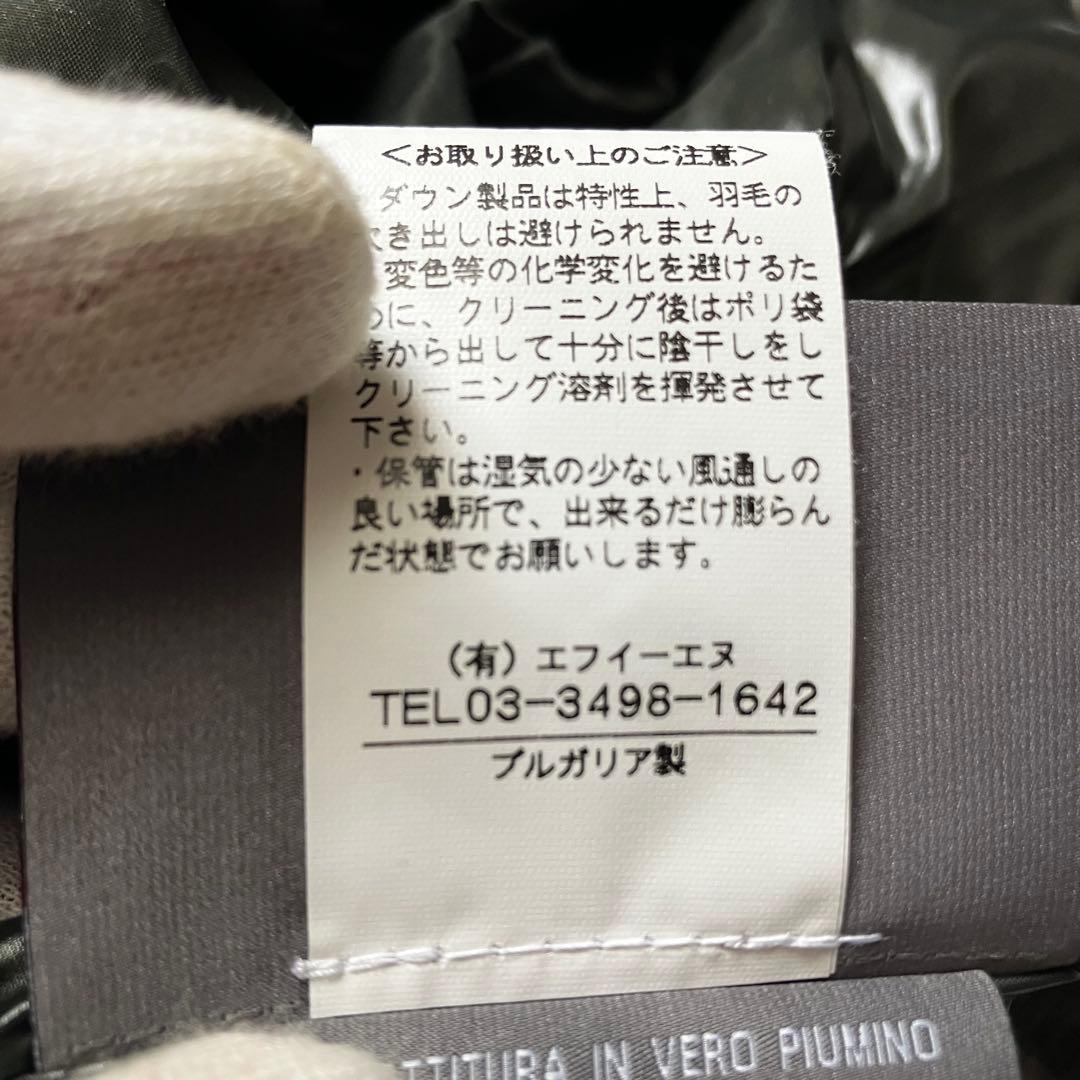 ＜お取り扱い上のご注意＞
ダウン製品は特性上、羽毛の
き出しは避けられません。
変色等の化学変化を避けるた
に、クリーニング後はポリ袋
等から出して十分に陰干しをし
クリーニング溶剤を揮発させて
下さい。
・保管は湿気の少ない風通しの
良い場所で、出来るだけ膨らん
だ状態でお願いします。
（有）エフイーエヌ
TEL03-3498-1642
ブルガリア製
IN VERO PIUMINO